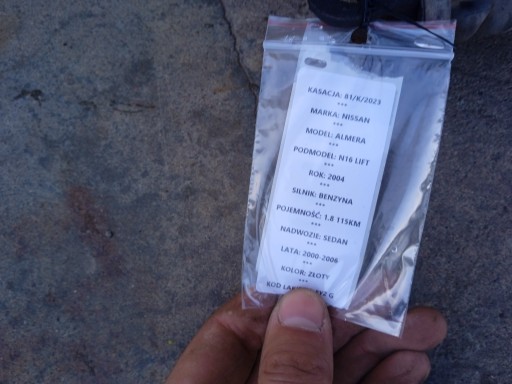 KASACJA: 81/K/2023
***
MARKA: NISSAN
***
MODEL: ALMERA
***
PODMODEL: N16 LIFT
***
ROK: 2004
***
SILNIK: BENZYNA
***
POJEMNOŚĆ: 1.8 115KM
***
NADWOZIE: SEDAN
***
LATA: 2000-2006
***
KOLOR: ZŁOTY
***
KOD